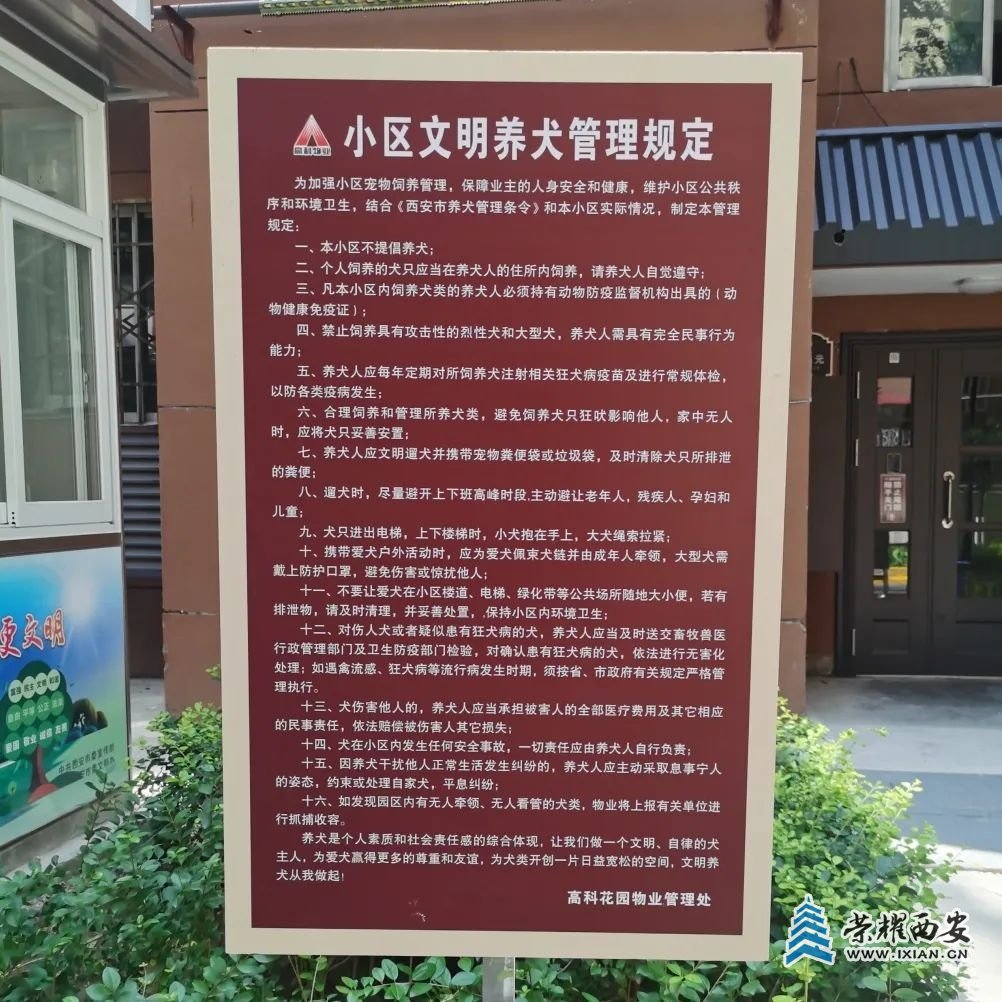 高科物业
小区文明养犬管理规定
为加强小区宠物饲养管理，保障业主的人身安全和健康，维护小区公共秩
序和环境卫生，结合《西安市养犬管理条令》和本小区实际情况，制定本管理
规定：
一、本小区不提倡养犬；
二、个人饲养的犬只应当在养犬人的住所内饲养，请养犬人自觉遵守；
三、凡本小区内饲养犬类的养犬人必须持有动物防疫监督机构出具的（动
物健康免疫证）；
四、禁止饲养具有攻击性的烈性犬和大型犬，养犬人需具有完全民事行为
能力；
五、养犬人应每年定期对所饲养犬注射相关狂犬病疫苗及进行常规体检，
以防各类疫病发生；
六、合理饲养和管理所养犬类，避免饲养犬只狂吠影响他人，家中无人
时，应将犬只妥善安置；
七、养犬人应文明遛犬并携带宠物粪便袋或垃圾袋，及时清除犬只所排泄
的粪便；
八、遛犬时，尽量避开上下班高峰时段,主动避让老年人，残疾人、孕妇和
儿童；
九、犬只进出电梯，上下楼梯时，小犬抱在手上，大犬绳索拉紧；
十、携带爱犬户外活动时，应为爱犬佩束犬链并由成年人牵领，大型犬需
戴上防护口罩，避免伤害或惊扰他人；
十一、不要让爱犬在小区楼道、电梯、绿化带等公共场所随地大小便，若有
排泄物，请及时清理，并妥善处置，保持小区内环境卫生；
十二、对伤人犬或者疑似患有狂犬病的犬，养犬人应当及时送交畜牧兽医
行政管理部门及卫生防疫部门检验，对确认患有狂犬病的犬，依法进行无害化
处理；如遇禽流感、狂犬病等流行病发生时期，须按省、市政府有关规定严格管
理执行。
十三、犬伤害他人的，养犬人应当承担被害人的全部医疗费用及其它相应
的民事责任，依法赔偿被伤害人其它损失；
十四、犬在小区内发生任何安全事故，一切责任应由养犬人自行负责；
十五、因养犬干扰他人正常生活发生纠纷的，养犬人应主动采取息事宁人
的姿态，约束或处理自家犬，平息纠纷；
十六、如发现园区内有无人牵领、无人看管的犬类，物业将上报有关单位进
行抓捕收容。
养犬是个人素质和社会责任感的综合体现，让我们做一个文明、自律的犬
主人，为爱犬赢得更多的尊重和友谊，为犬类开创一片日益宽松的空间，文明养
犬从我做起！
高科花园物业管理处
更文明
富强 民主 文明 和谐
平等 公正
爱国 敬业 诚信 友善
元
荣耀西安
WWW.IXIAN.CN